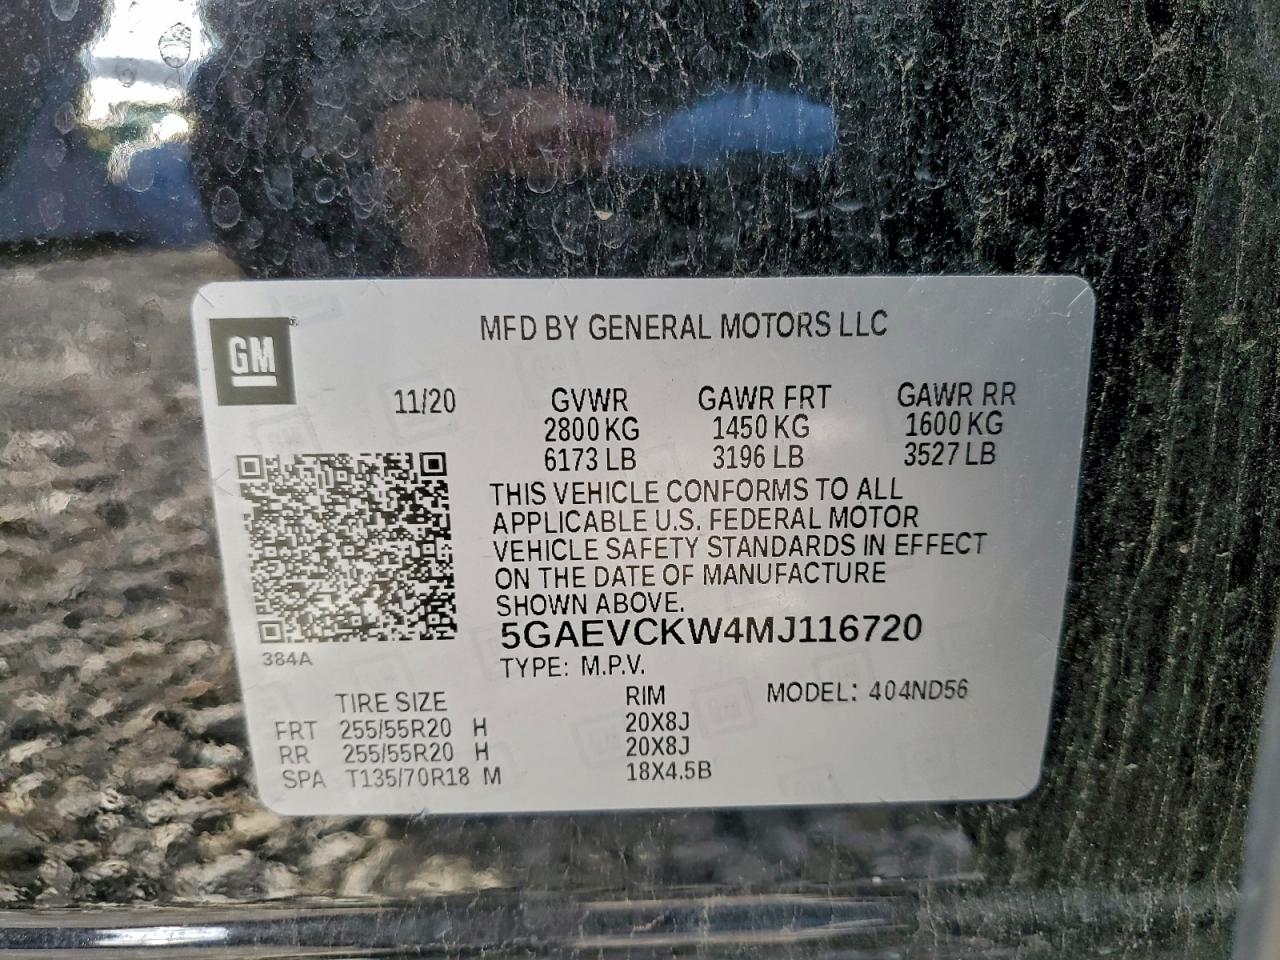 MFD BY GENERAL MOTORS LLC
GM
11/20 GVWR GAWR FRT GAWR RR
2800 KG 1450 KG 1600 KG
6173 LB 3196 LB 3527 LB
THIS VEHICLE CONFORMS TO ALL
APPLICABLE U.S. FEDERAL MOTOR
VEHICLE SAFETY STANDARDS IN EFFECT
ON THE DATE OF MANUFACTURE
SHOWN ABOVE.
5GAEVCKW4MJ116720
384A
TYPE: M.P.V.
TIRE SIZE RIM MODEL: 404ND56
FRT 255/55R20 H 20X8J
RR 255/55R20 H 20X8J
SPA T135/70R18 M 18X4.5B